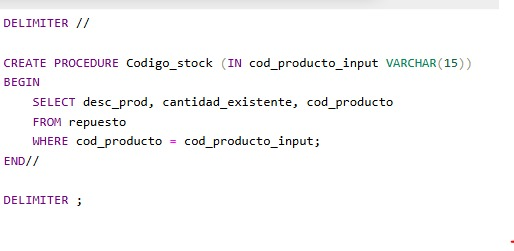 DELIMITER //
CREATE PROCEDURE Codigo_stock (IN cod_producto_input VARCHAR(15))
BEGIN
SELECT desc_prod, cantidad_existente, cod_producto
FROM repuesto
WHERE cod_producto = cod_producto_input;
END//
DELIMITER ;